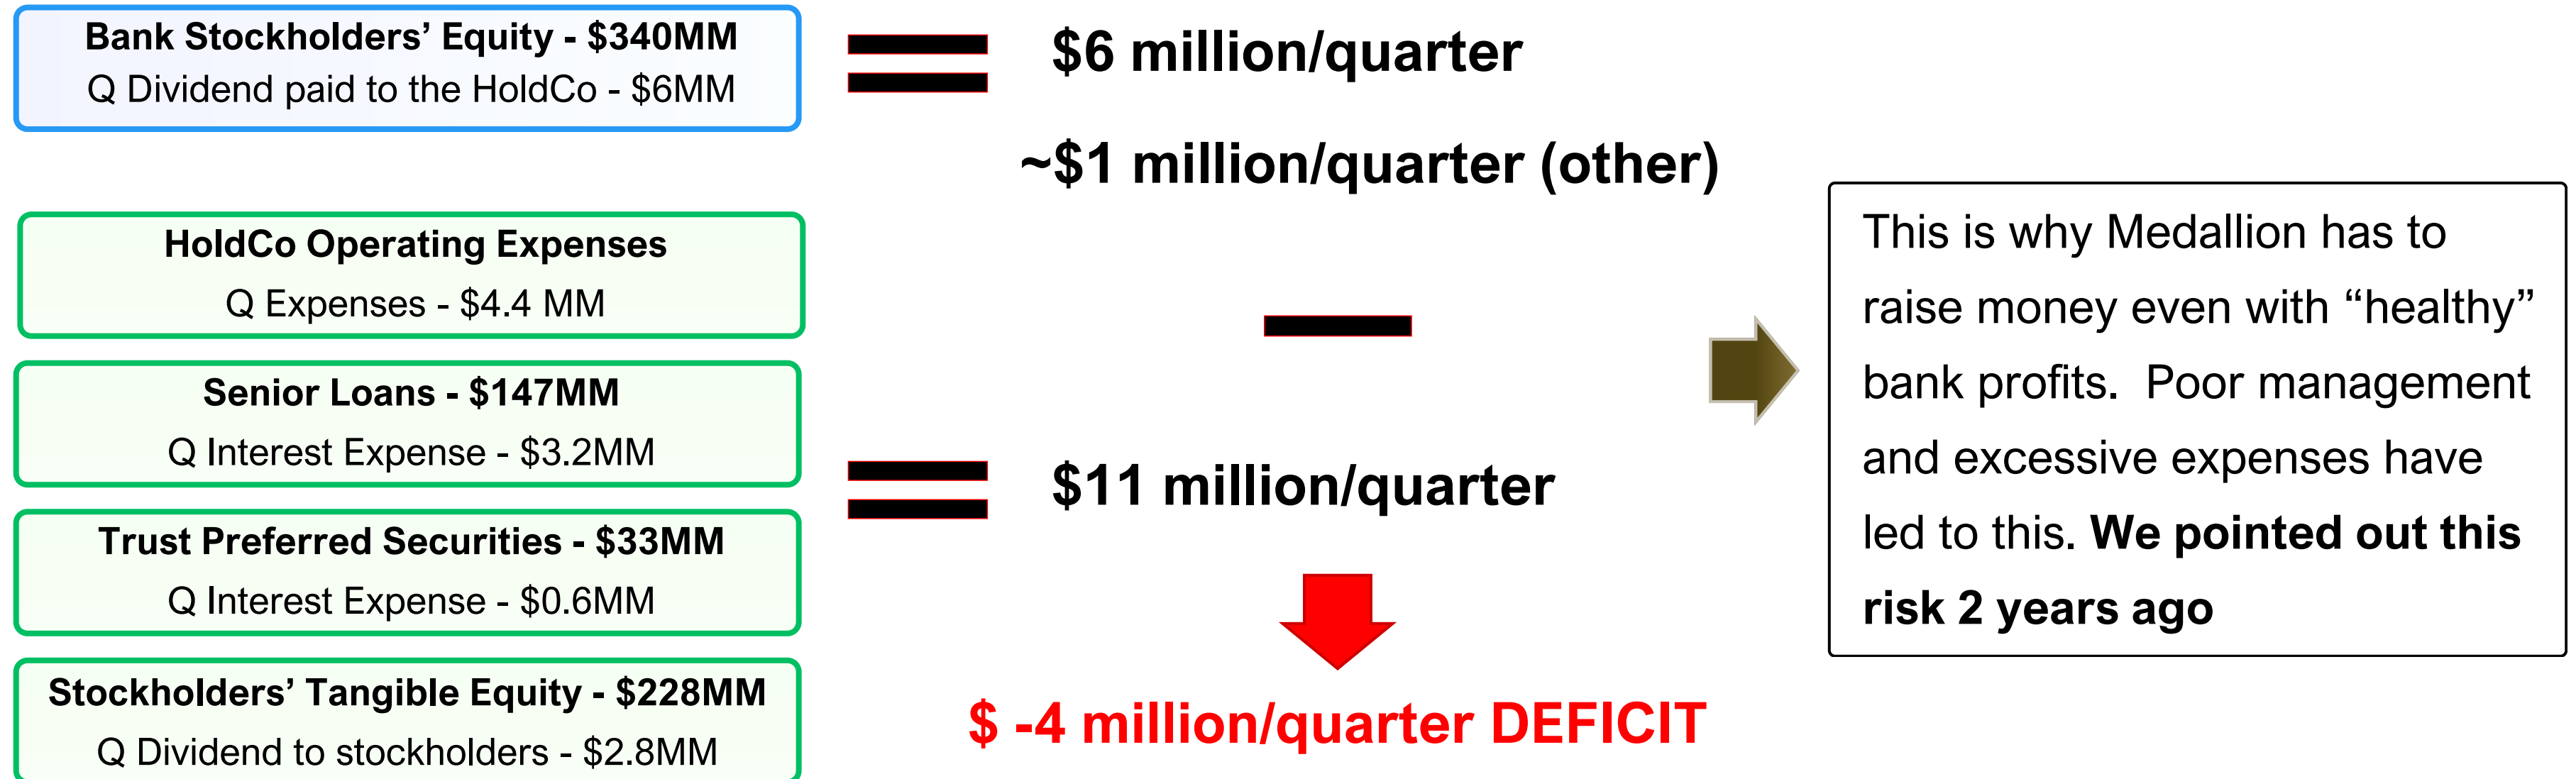 Bank Stockholders’ Equity - $340MM
Q Dividend paid to the HoldCo - $6MM
$6 million/quarter
~$1 million/quarter (other)
HoldCo Operating Expenses
Q Expenses - $4.4 MM
Senior Loans - $147MM
Q Interest Expense - $3.2MM
Trust Preferred Securities - $33MM
Q Interest Expense - $0.6MM
Stockholders’ Tangible Equity - $228MM
Q Dividend to stockholders - $2.8MM
$11 million/quarter
$ -4 million/quarter DEFICIT
This is why Medallion has to
raise money even with “healthy”
bank profits.  Poor management
and excessive expenses have
led to this. We pointed out this
risk 2 years ago